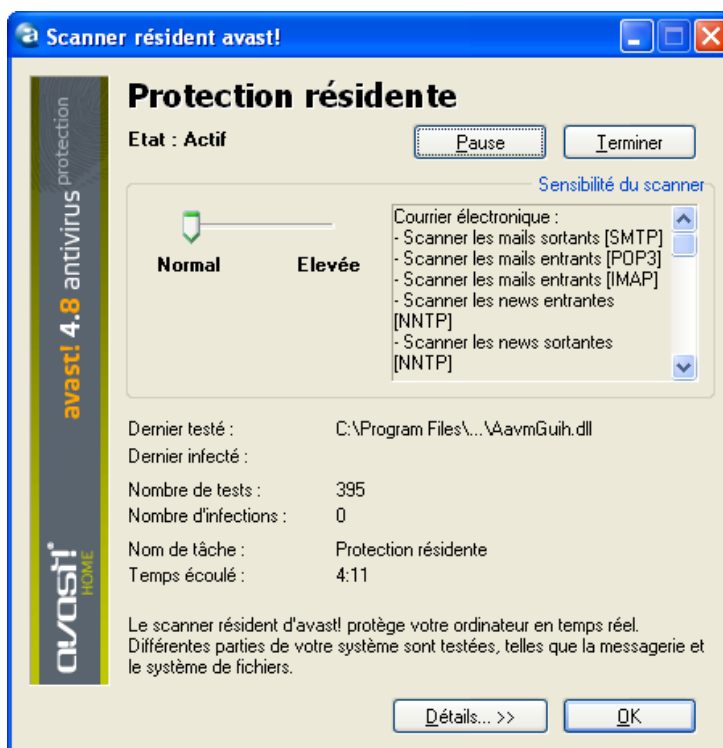 Scanner résident avast!
Protection résidente
Etat : Actif
Pause
Terminer
Sensibilité du scanner
Normal
Elevée
Courrier électronique :
- Scanner les mails sortants [SMTP]
- Scanner les mails entrants [POP3]
- Scanner les mails entrants [IMAP]
- Scanner les news entrantes
[NNTP]
- Scanner les news sortantes
[NNTP]
Dernier testé : C:\Program Files\...\AavmGuih.dll
Dernier infecté :
Nombre de tests : 395
Nombre d'infections : 0
Nom de tâche : Protection résidente
Temps écoulé : 4:11
Le scanner résident d'avast! protège votre ordinateur en temps réel.
Différentes parties de votre système sont testées, telles que la messagerie et
le système de fichiers.
Détails... >>
OK
avast! 4.8 antivirus protection
avast!
HOME